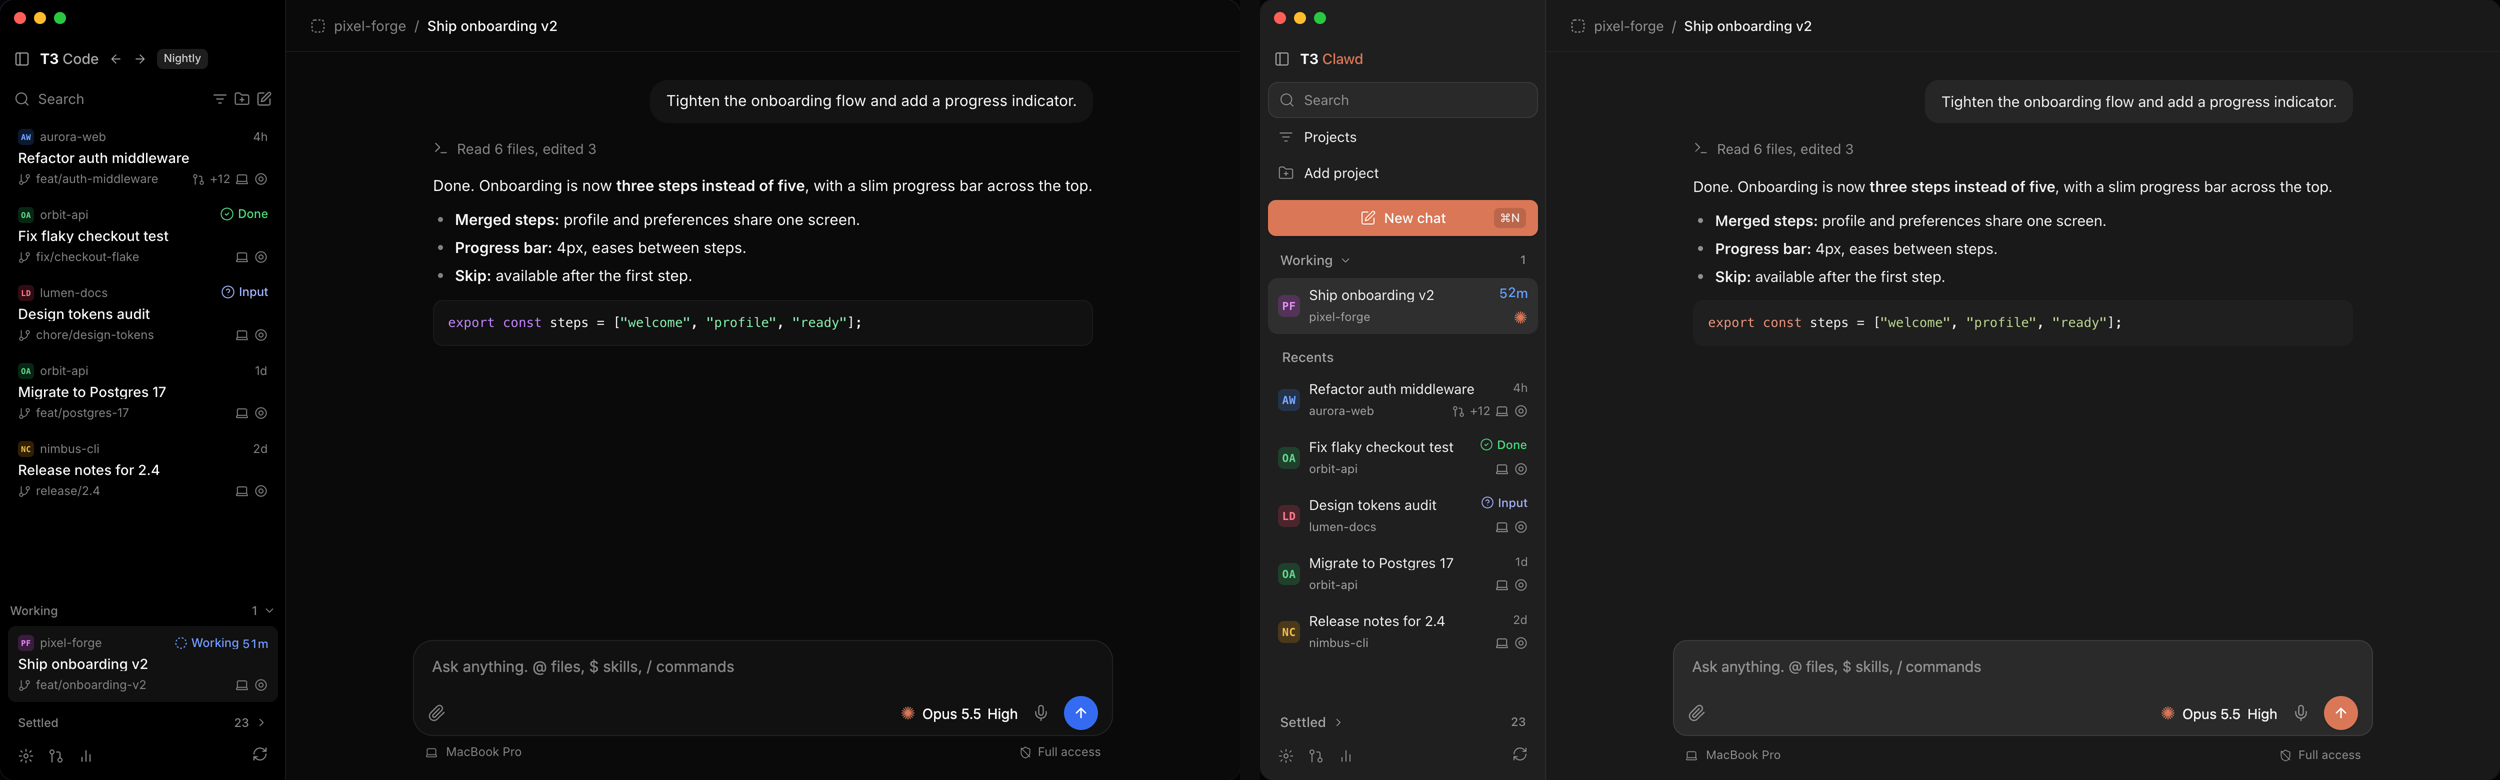 T3 Code Nightly
Search
AW aurora-web 4h
Refactor auth middleware
feat/auth-middleware +12
OA orbit-api Done
Fix flaky checkout test
fix/checkout-flake
LD lumen-docs Input
Design tokens audit
chore/design-tokens
OA orbit-api 1d
Migrate to Postgres 17
feat/postgres-17
NC nimbus-cli 2d
Release notes for 2.4
release/2.4
Working 1
PF pixel-forge Working 51m
Ship onboarding v2
feat/onboarding-v2
Settled 23
pixel-forge / Ship onboarding v2
Tighten the onboarding flow and add a progress indicator.
Read 6 files, edited 3
Done. Onboarding is now three steps instead of five, with a slim progress bar across the top.
• Merged steps: profile and preferences share one screen.
• Progress bar: 4px, eases between steps.
• Skip: available after the first step.
export const steps = ["welcome", "profile", "ready"];
Ask anything. @ files, $ skills, / commands
Opus 5.5 High
MacBook Pro Full access
T3 Clawd
Search
Projects
Add project
New chat ⌘N
Working 1
PF Ship onboarding v2 52m
pixel-forge
Recents
AW Refactor auth middleware 4h
aurora-web +12
OA Fix flaky checkout test Done
orbit-api
LD Design tokens audit Input
lumen-docs
OA Migrate to Postgres 17 1d
orbit-api
NC Release notes for 2.4 2d
nimbus-cli
Settled 23
pixel-forge / Ship onboarding v2
Tighten the onboarding flow and add a progress indicator.
Read 6 files, edited 3
Done. Onboarding is now three steps instead of five, with a slim progress bar across the top.
• Merged steps: profile and preferences share one screen.
• Progress bar: 4px, eases between steps.
• Skip: available after the first step.
export const steps = ["welcome", "profile", "ready"];
Ask anything. @ files, $ skills, / commands
Opus 5.5 High
MacBook Pro Full access